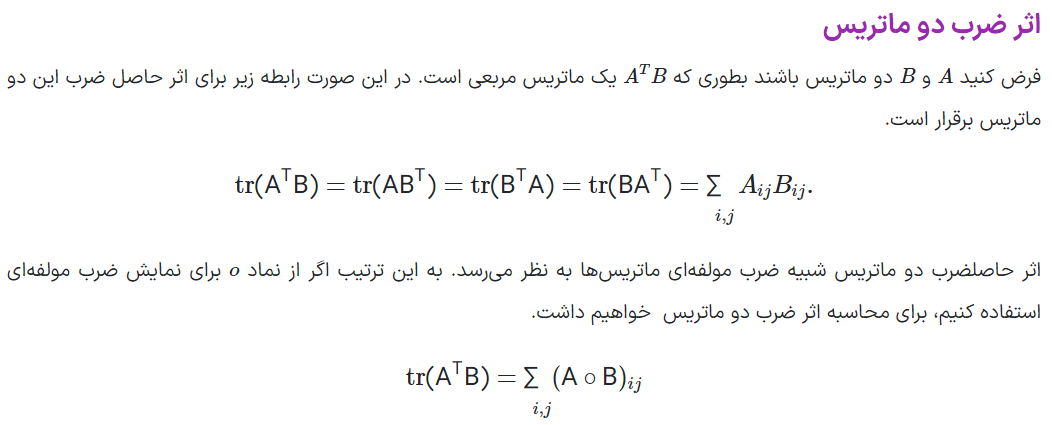 اثر ضرب دو ماتریس
فرض کنید A و B دو ماتریس باشند بطوری که A^T B یک ماتریس مربعی است. در این صورت رابطه زیر برای اثر حاصل ضرب این دو
ماتریس برقرار است.
tr(A^T B) = tr(AB^T) = tr(B^T A) = tr(BA^T) = ∑_{i,j} A_{ij}B_{ij}.
اثر حاصلضرب دو ماتریس شبیه ضرب مولفه‌ای ماتریس‌ها به نظر می‌رسد. به این ترتیب اگر از نماد o برای نمایش ضرب مولفه‌ای
استفاده کنیم، برای محاسبه اثر ضرب دو ماتریس خواهیم داشت.
tr(A^T B) = ∑_{i,j} (A ∘ B)_{ij}